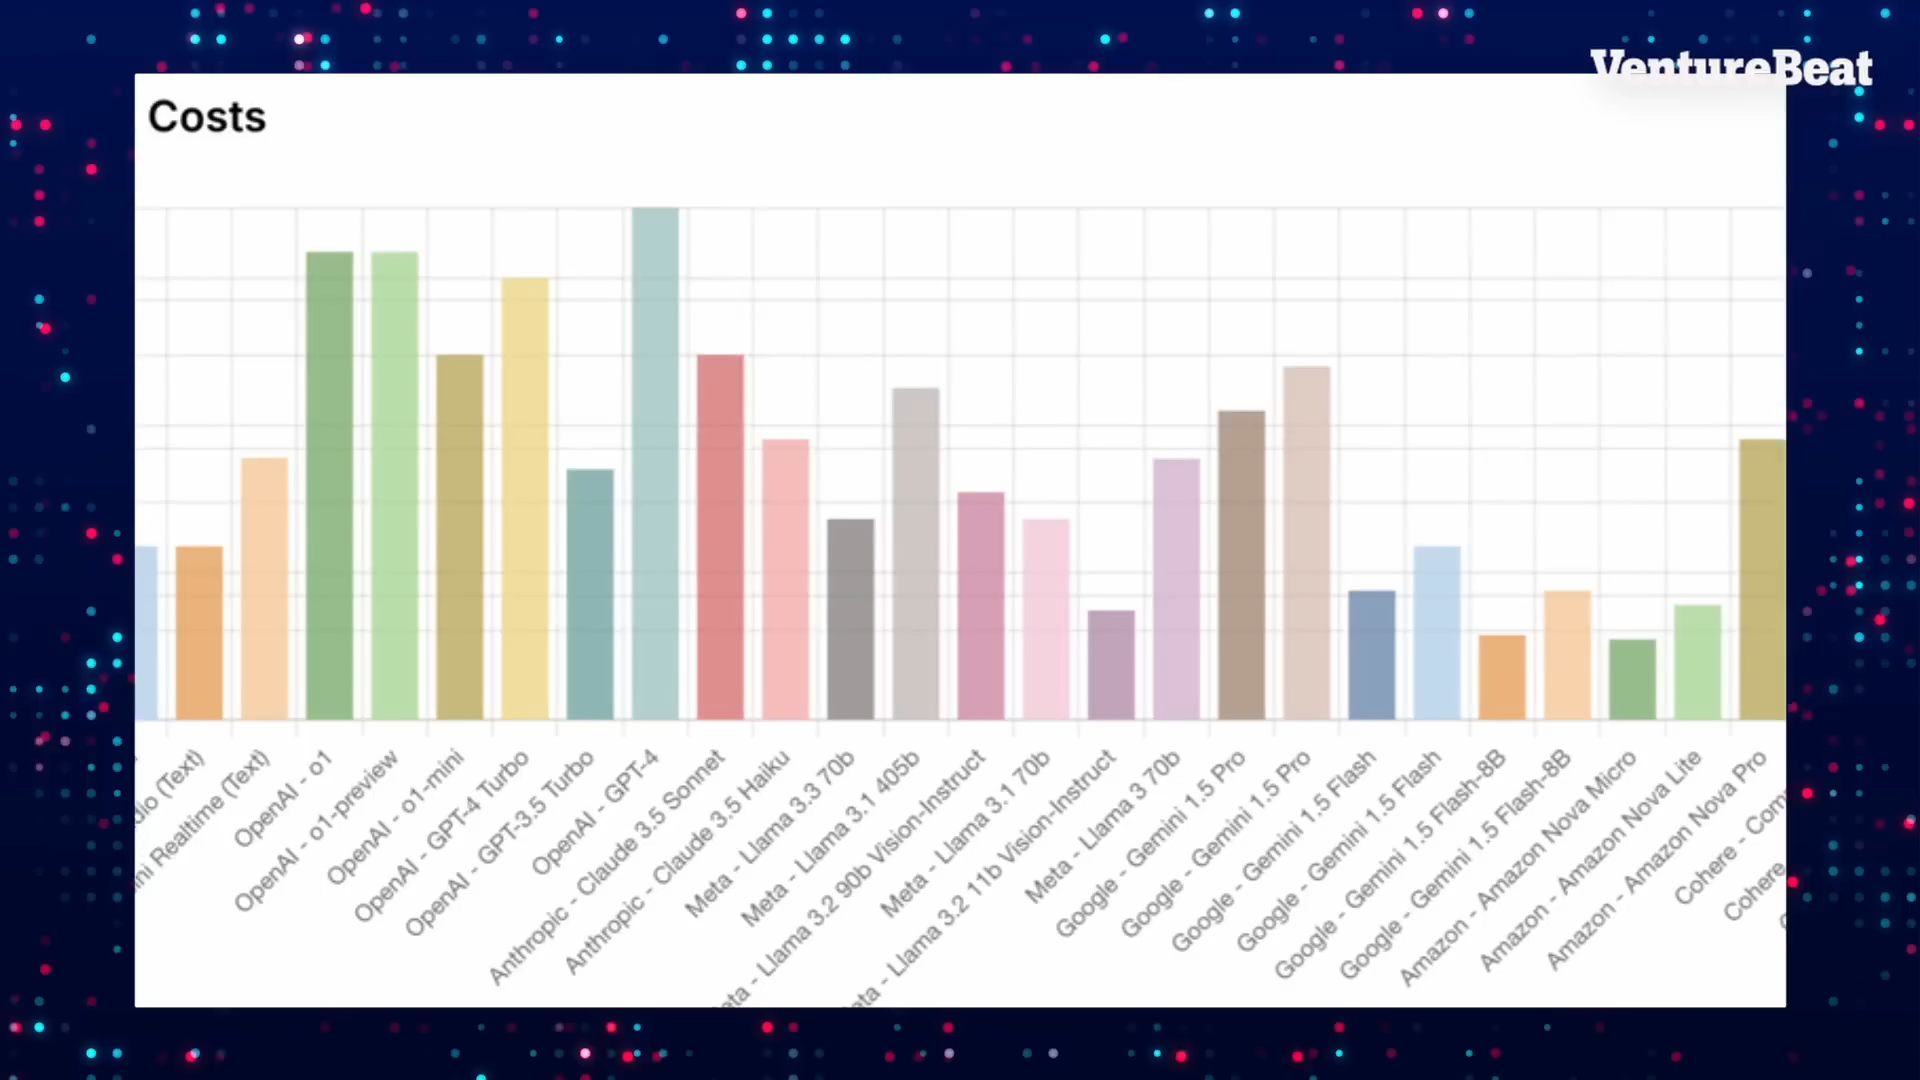 VentureBeat
Costs
dio (Text)
ni Realtime (Text)
OpenAI - o1
OpenAI - o1-preview
OpenAI - o1-mini
OpenAI - GPT-4 Turbo
OpenAI - GPT-3.5 Turbo
OpenAI - GPT-4
Anthropic - Claude 3.5 Sonnet
Anthropic - Claude 3.5 Haiku
Meta - Llama 3.3 70b
Meta - Llama 3.1 405b
eta - Llama 3.2 90b Vision-Instruct
Meta - Llama 3.1 70b
eta - Llama 3.2 11b Vision-Instruct
Meta - Llama 3 70b
Google - Gemini 1.5 Pro
Google - Gemini 1.5 Pro
Google - Gemini 1.5 Flash
Google - Gemini 1.5 Flash
Google - Gemini 1.5 Flash-8B
Google - Gemini 1.5 Flash-8B
Amazon - Amazon Nova Micro
Amazon - Amazon Nova Lite
Amazon - Amazon Nova Pro
Cohere - Com
Cohere